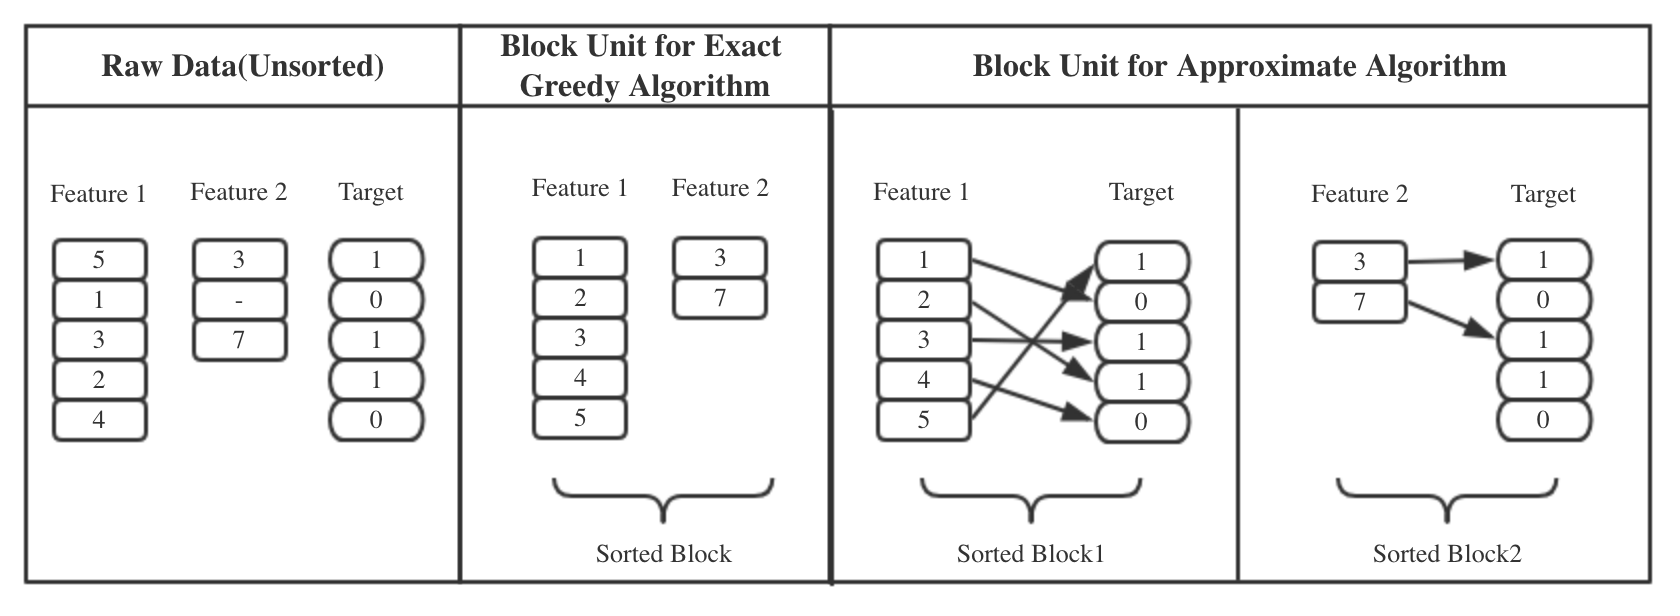 Raw Data(Unsorted)
Block Unit for Exact
Greedy Algorithm
Block Unit for Approximate Algorithm
Feature 1
Feature 2
Target
5
1
3
2
4
3
-
7
1
0
1
1
0
Feature 1
Feature 2
1
2
3
4
5
3
7
Sorted Block
Feature 1
Target
1
2
3
4
5
1
0
1
1
0
Sorted Block1
Feature 2
Target
3
7
1
0
1
1
0
Sorted Block2